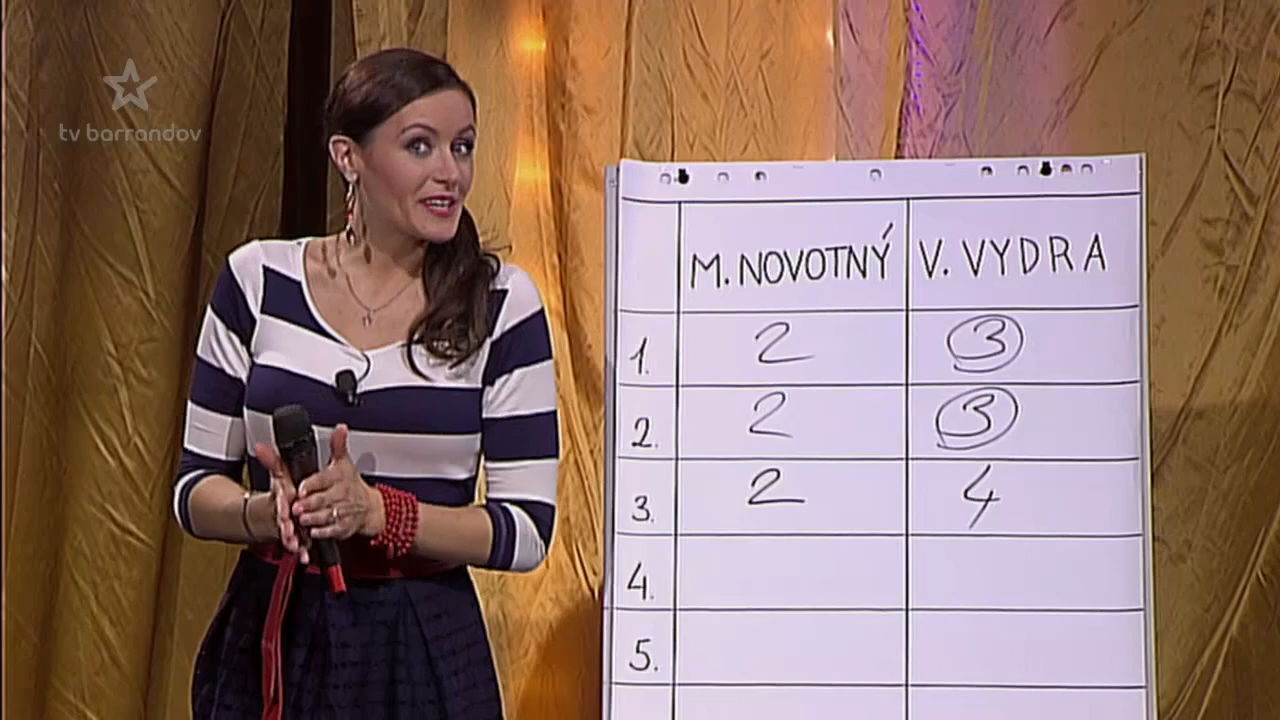 tv barrandov
M. NOVOTNÝ V. VYDRA
1. 2 3
2. 2 3
3. 2 4
4.
5.